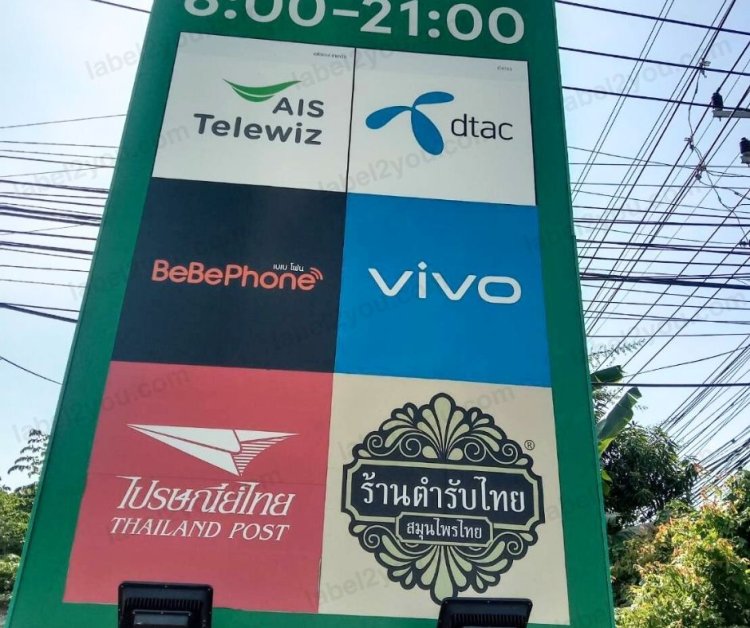 8:00-21:00
AIS
Telewiz
dtac
เบเบ โฟน
BeBePhone
vivo
ไปรษณีย์ไทย
THAILAND POST
®
ร้านตำรับไทย
สมุนไพรไทย
label2you.com